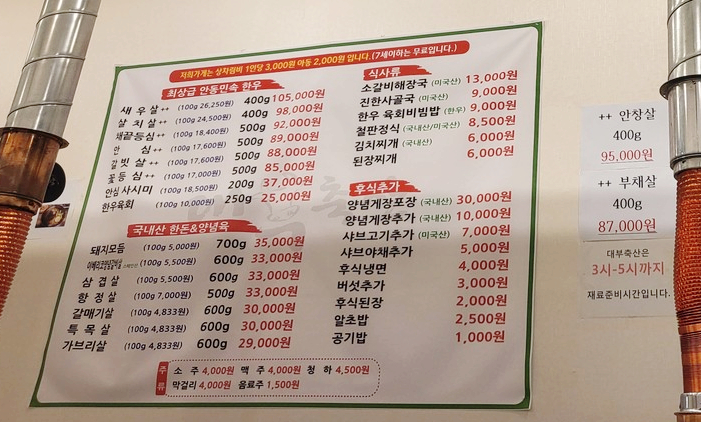 저희가게는 상차림비 1인당 3,000원 아동 2,000원 입니다.(7세이하는 무료입니다.)
최상급 안동민속 한우
새우살++ (100g 26,250원) 400g 105,000원
살치살++ (100g 24,500원) 400g 98,000원
채끝등심++ (100g 18,400원) 500g 92,000원
안심++ (100g 17,600원) 500g 89,000원
갈빗살++ (100g 17,600원) 500g 88,000원
꽃등심++ (100g 17,000원) 500g 85,000원
안심사시미 (100g 18,500원) 200g 37,000원
한우육회 (100g 10,000원) 250g 25,000원
국내산 한돈&양념육
돼지모듬 (100g 5,000원) 700g 35,000원
(100g 5,500원) 600g 33,000원
삼겹살 (100g 5,500원) 600g 33,000원
항정살 (100g 7,000원) 500g 33,000원
갈매기살 (100g 4,833원) 600g 30,000원
특목살 (100g 4,833원) 600g 30,000원
가브리살 (100g 4,833원) 600g 29,000원
식사류
소갈비해장국 (미국산) 13,000원
진한사골국 (미국산) 9,000원
한우 육회비빔밥 (한우) 9,000원
철판정식 (국내산/미국산) 8,500원
김치찌개 (국내산) 6,000원
된장찌개 6,000원
후식추가
양념게장포장 (국내산) 30,000원
양념게장추가 (국내산) 10,000원
샤브고기추가 (미국산) 7,000원
샤브야채추가 5,000원
후식냉면 4,000원
버섯추가 3,000원
후식된장 2,000원
알초밥 2,500원
공기밥 1,000원
주류
소주 4,000원 맥주 4,000원 청하 4,500원
막걸리 4,000원 음료주 1,500원
++ 안창살
400g
95,000원
++ 부채살
400g
87,000원
대부축산은
3시-5시까지
재료준비시간입니다.